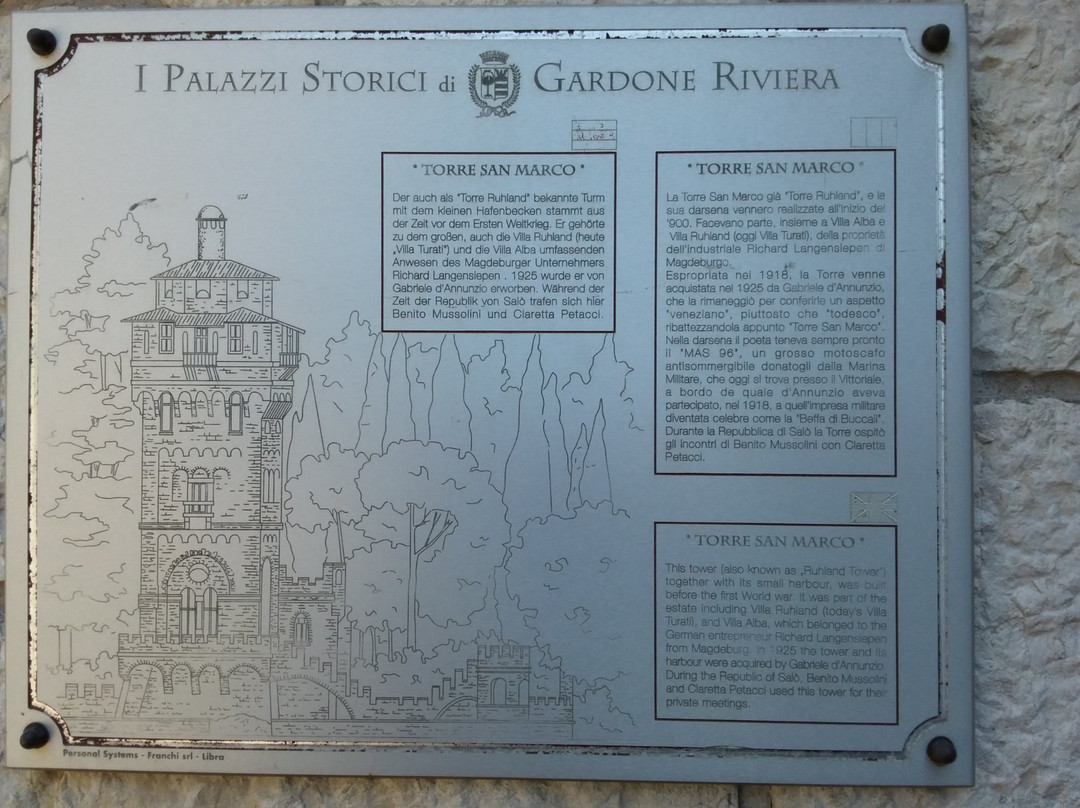 I PALAZZI STORICI di GARDONE RIVIERA
* TORRE SAN MARCO *
Der auch als "Torre Ruhland" bekannte Turm
mit dem kleinen Hafenbecken stammt aus
der Zeit vor dem Ersten Weltkrieg. Er gehörte
zu dem großen, auch die Villa Ruhland (heute
„Villa Turati") und die Villa Alba umfassenden
Anwesen des Magdeburger Unternehmers
Richard Langensiepen . 1925 wurde er von
Gabriele d'Annunzio erworben. Während der
Zeit der Republik von Salò trafen sich hier
Benito Mussolini und Claretta Petacci.
* TORRE SAN MARCO *
La Torre San Marco già "Torre Ruhland", e la
sua darsena vennero realizzate all'inizio del
'900. Facevano parte, insieme a Villa Alba e
Villa Ruhland (oggi Villa Turati), della proprietà
dell'industriale Richard Langensiepen di
Magdeburgo.
Espropriata nel 1918, la Torre venne
acquistata nel 1925 da Gabriele d'Annunzio,
che la rimaneggiò per conferirle un aspetto
"veneziano", piuttosto che "todesco",
ribattezzandola appunto "Torre San Marco".
Nella darsena il poeta teneva sempre pronto
il "MAS 96", un grosso motoscafo
antisommergibile donatogli dalla Marina
Militare, che oggi si trova presso il Vittoriale,
a bordo de quale d'Annunzio aveva
partecipato, nel 1918, a quell'impresa militare
diventata celebre come la "Beffa di Buccali".
Durante la Repubblica di Salò la Torre ospitò
gli incontri di Benito Mussolini con Claretta
Petacci.
* TORRE SAN MARCO *
This tower (also known as „Ruhland Tower")
together with its small harbour, was built
before the first World war. It was part of the
estate including Villa Ruhland (today's Villa
Turati), and Villa Alba, which belonged to the
German entrepreneur Richard Langensiepen
from Magdeburg. In 1925 the tower and its
harbour were acquired by Gabriele d'Annunzio.
During the Republic of Salò, Benito Mussolini
and Claretta Petacci used this tower for their
private meetings.
Personal Systems - Franchi srl - Libra